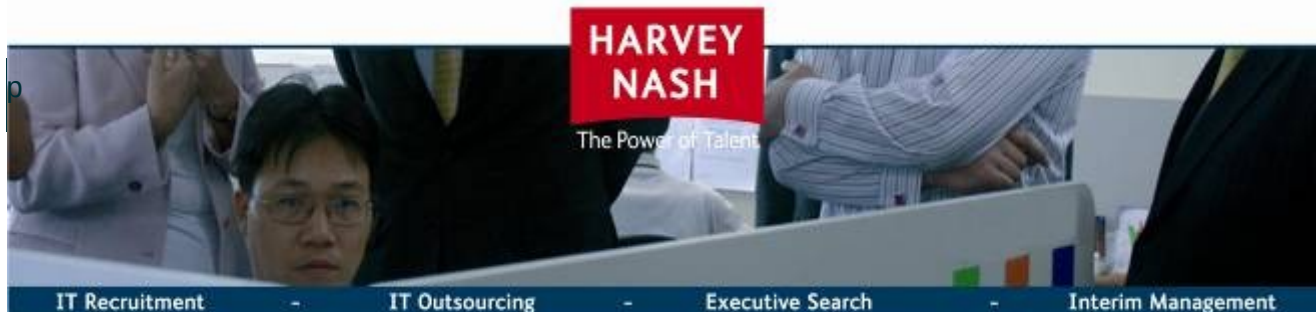 HARVEY
NASH
The Power of Talent
p
IT Recruitment - IT Outsourcing - Executive Search - Interim Management